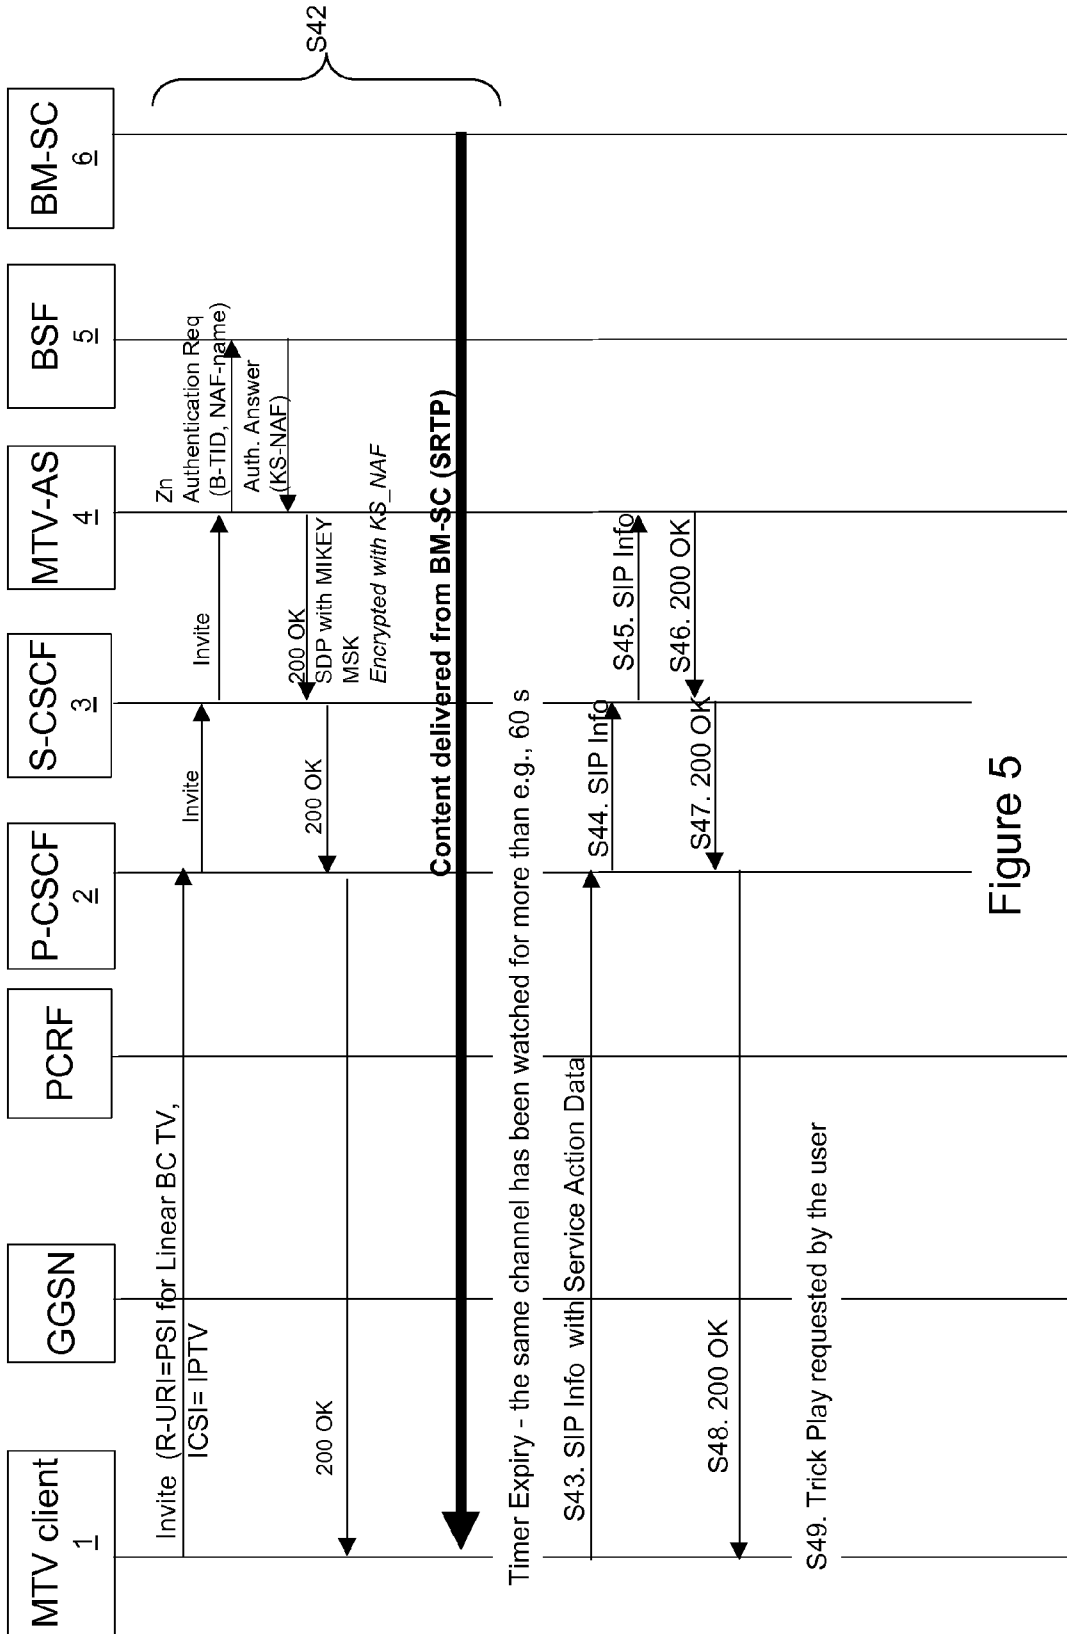 MTV client
1
GGSN
PCRF
P-CSCF
2
S-CSCF
3
MTV-AS
4
BSF
5
BM-SC
6
Invite (R-URI=PSI for Linear BC TV,
ICSI= IPTV
Invite
Invite
Zn
Authentication Req
(B-TID, NAF-name)
Auth. Answer
(KS-NAF)
200 OK
SDP with MIKEY
MSK
Encrypted with KS_NAF
200 OK
200 OK
S42
Content delivered from BM-SC (SRTP)
Timer Expiry - the same channel has been watched for more than e.g., 60 s
S43. SIP Info with Service Action Data
S44. SIP Info
S45. SIP Info
S46. 200 OK
S47. 200 OK
S48. 200 OK
S49. Trick Play requested by the user
Figure 5